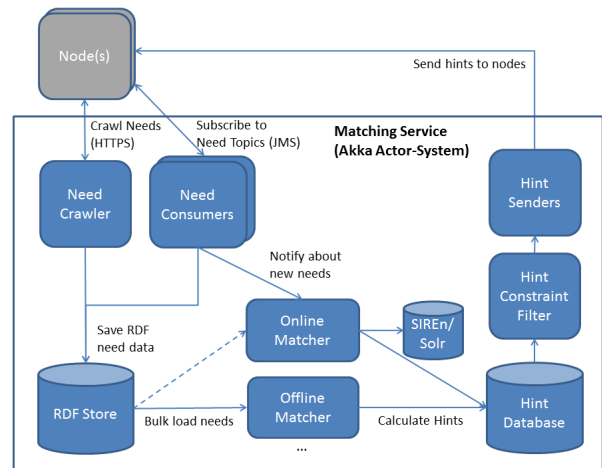 Node(s)
Send hints to nodes
Crawl Needs
(HTTPS)
Subscribe to
Need Topics (JMS)
Matching Service
(Akka Actor-System)
Need
Crawler
Need
Consumers
Hint
Senders
Notify about
new needs
Hint
Constraint
Filter
Save RDF
need data
Online
Matcher
SIREn/
Solr
RDF Store
Bulk load needs
Offline
Matcher
Calculate Hints
Hint
Database
...